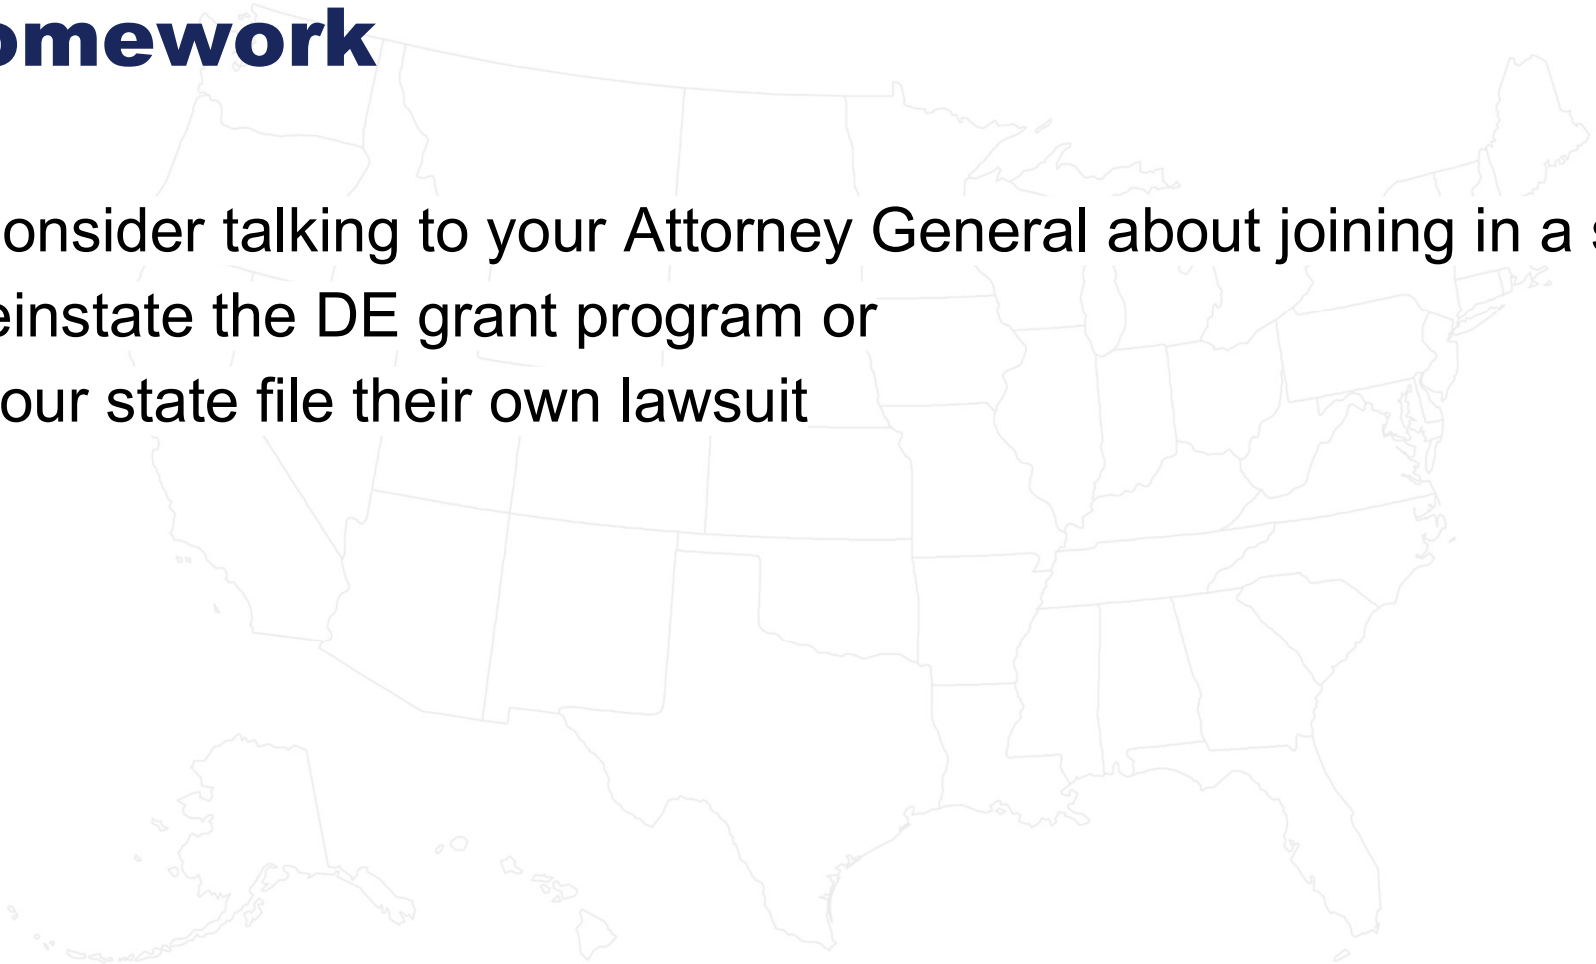 omework
onsider talking to your Attorney General about joining in a s
einstate the DE grant program or
our state file their own lawsuit